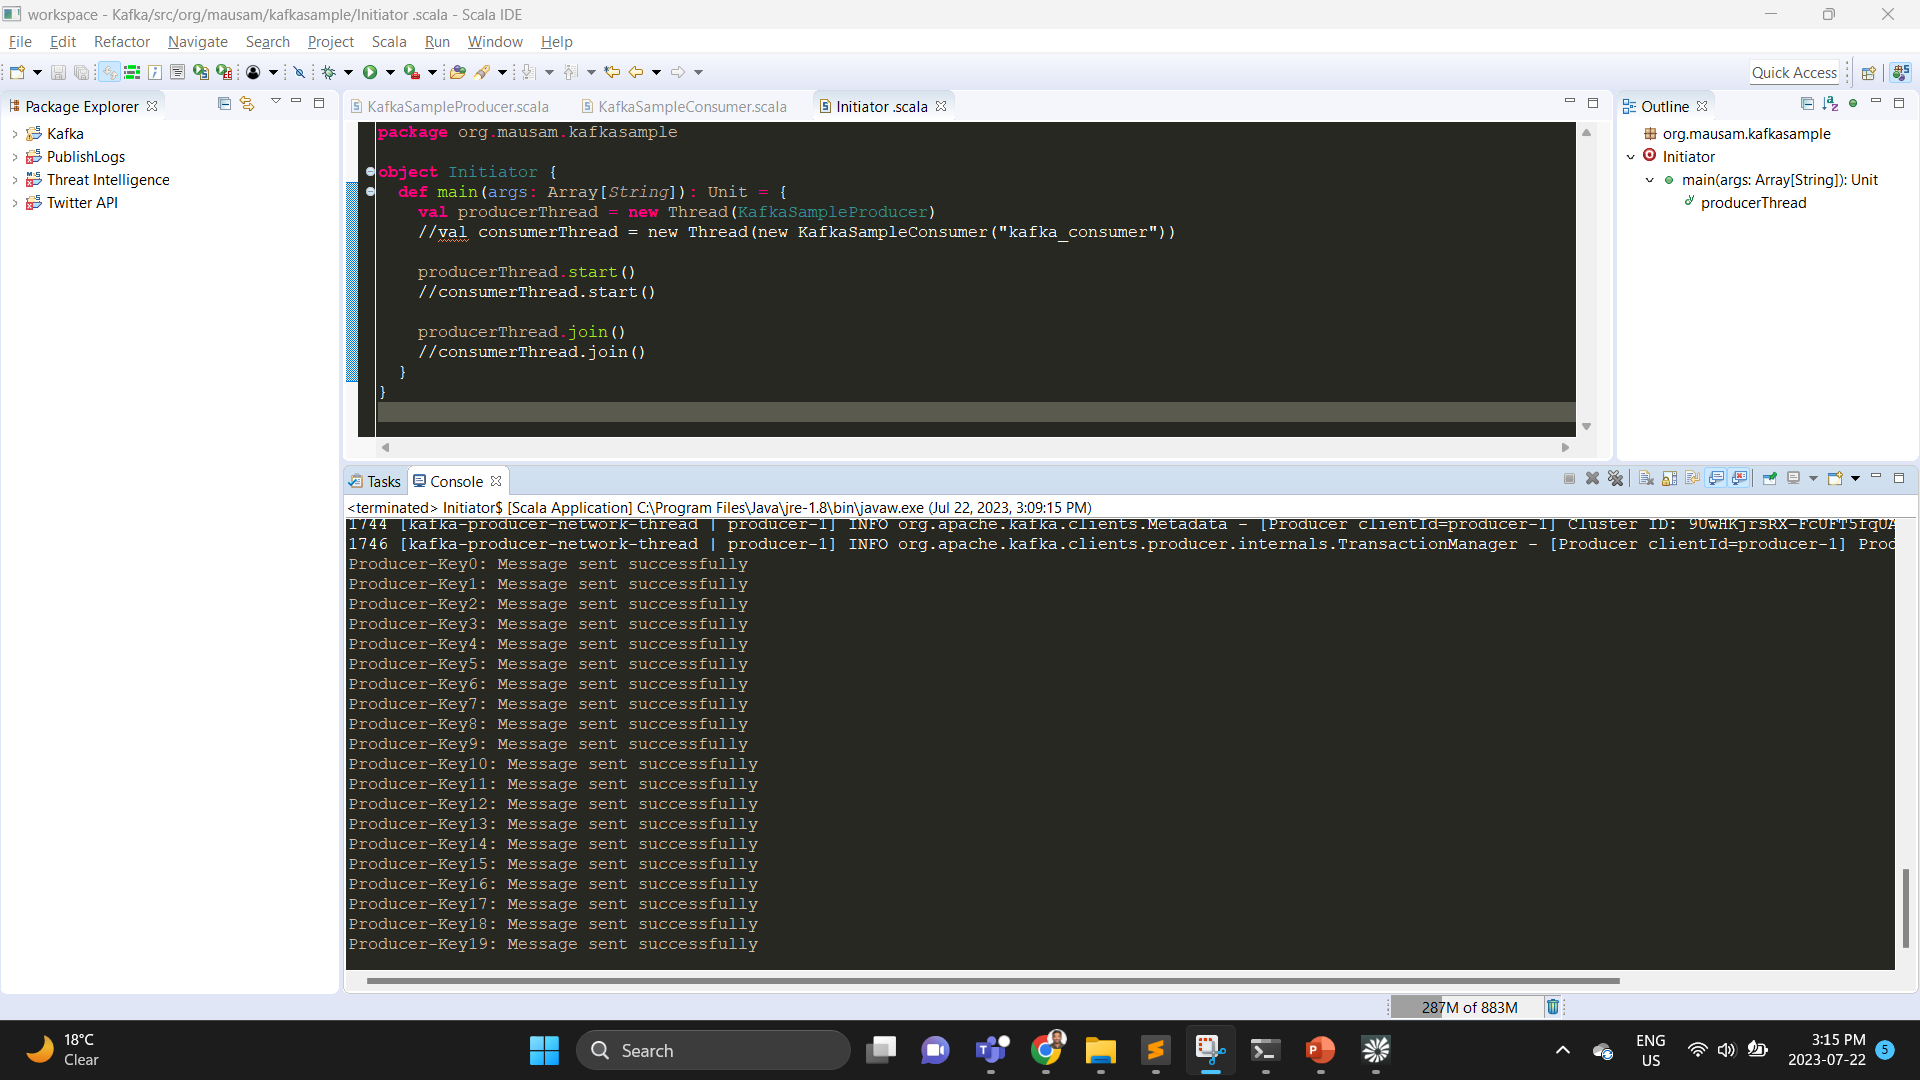 workspace - Kafka/src/org/mausam/kafkasample/Initiator .scala - Scala IDE
File Edit Refactor Navigate Search Project Scala Run Window Help
Quick Access
Package Explorer
Kafka
PublishLogs
Threat Intelligence
Twitter API
KafkaSampleProducer.scala KafkaSampleConsumer.scala Initiator .scala
package org.mausam.kafkasample
object Initiator {
def main(args: Array[String]): Unit = {
val producerThread = new Thread(KafkaSampleProducer)
//val consumerThread = new Thread(new KafkaSampleConsumer("kafka_consumer"))
producerThread.start()
//consumerThread.start()
producerThread.join()
//consumerThread.join()
}
}
Outline
org.mausam.kafkasample
Initiator
main(args: Array[String]): Unit
producerThread
Tasks Console
<terminated> Initiator$ [Scala Application] C:\Program Files\Java\jre-1.8\bin\javaw.exe (Jul 22, 2023, 3:09:15 PM)
1744 [kafka-producer-network-thread | producer-1] INFO org.apache.kafka.clients.Metadata - [Producer clientId=producer-1] Cluster ID: 9UwHKjrsRX-FcUFT5fqUA
1746 [kafka-producer-network-thread | producer-1] INFO org.apache.kafka.clients.producer.internals.TransactionManager - [Producer clientId=producer-1] Prod
Producer-Key0: Message sent successfully
Producer-Key1: Message sent successfully
Producer-Key2: Message sent successfully
Producer-Key3: Message sent successfully
Producer-Key4: Message sent successfully
Producer-Key5: Message sent successfully
Producer-Key6: Message sent successfully
Producer-Key7: Message sent successfully
Producer-Key8: Message sent successfully
Producer-Key9: Message sent successfully
Producer-Key10: Message sent successfully
Producer-Key11: Message sent successfully
Producer-Key12: Message sent successfully
Producer-Key13: Message sent successfully
Producer-Key14: Message sent successfully
Producer-Key15: Message sent successfully
Producer-Key16: Message sent successfully
Producer-Key17: Message sent successfully
Producer-Key18: Message sent successfully
Producer-Key19: Message sent successfully
287M of 883M
18°C
Clear
Search
ENG
US
3:15 PM
2023-07-22
5